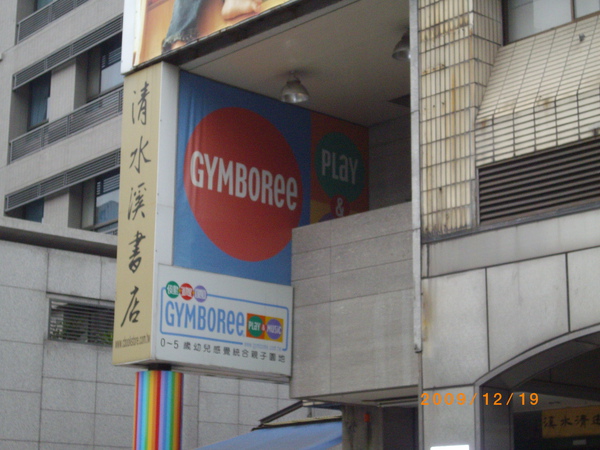 清水溪書店
GYMBOREE
PLAY
&
GYMBOREE
PLAY & MUSIC
0~5 歲幼兒感覺統合親子園地
2009/12/19